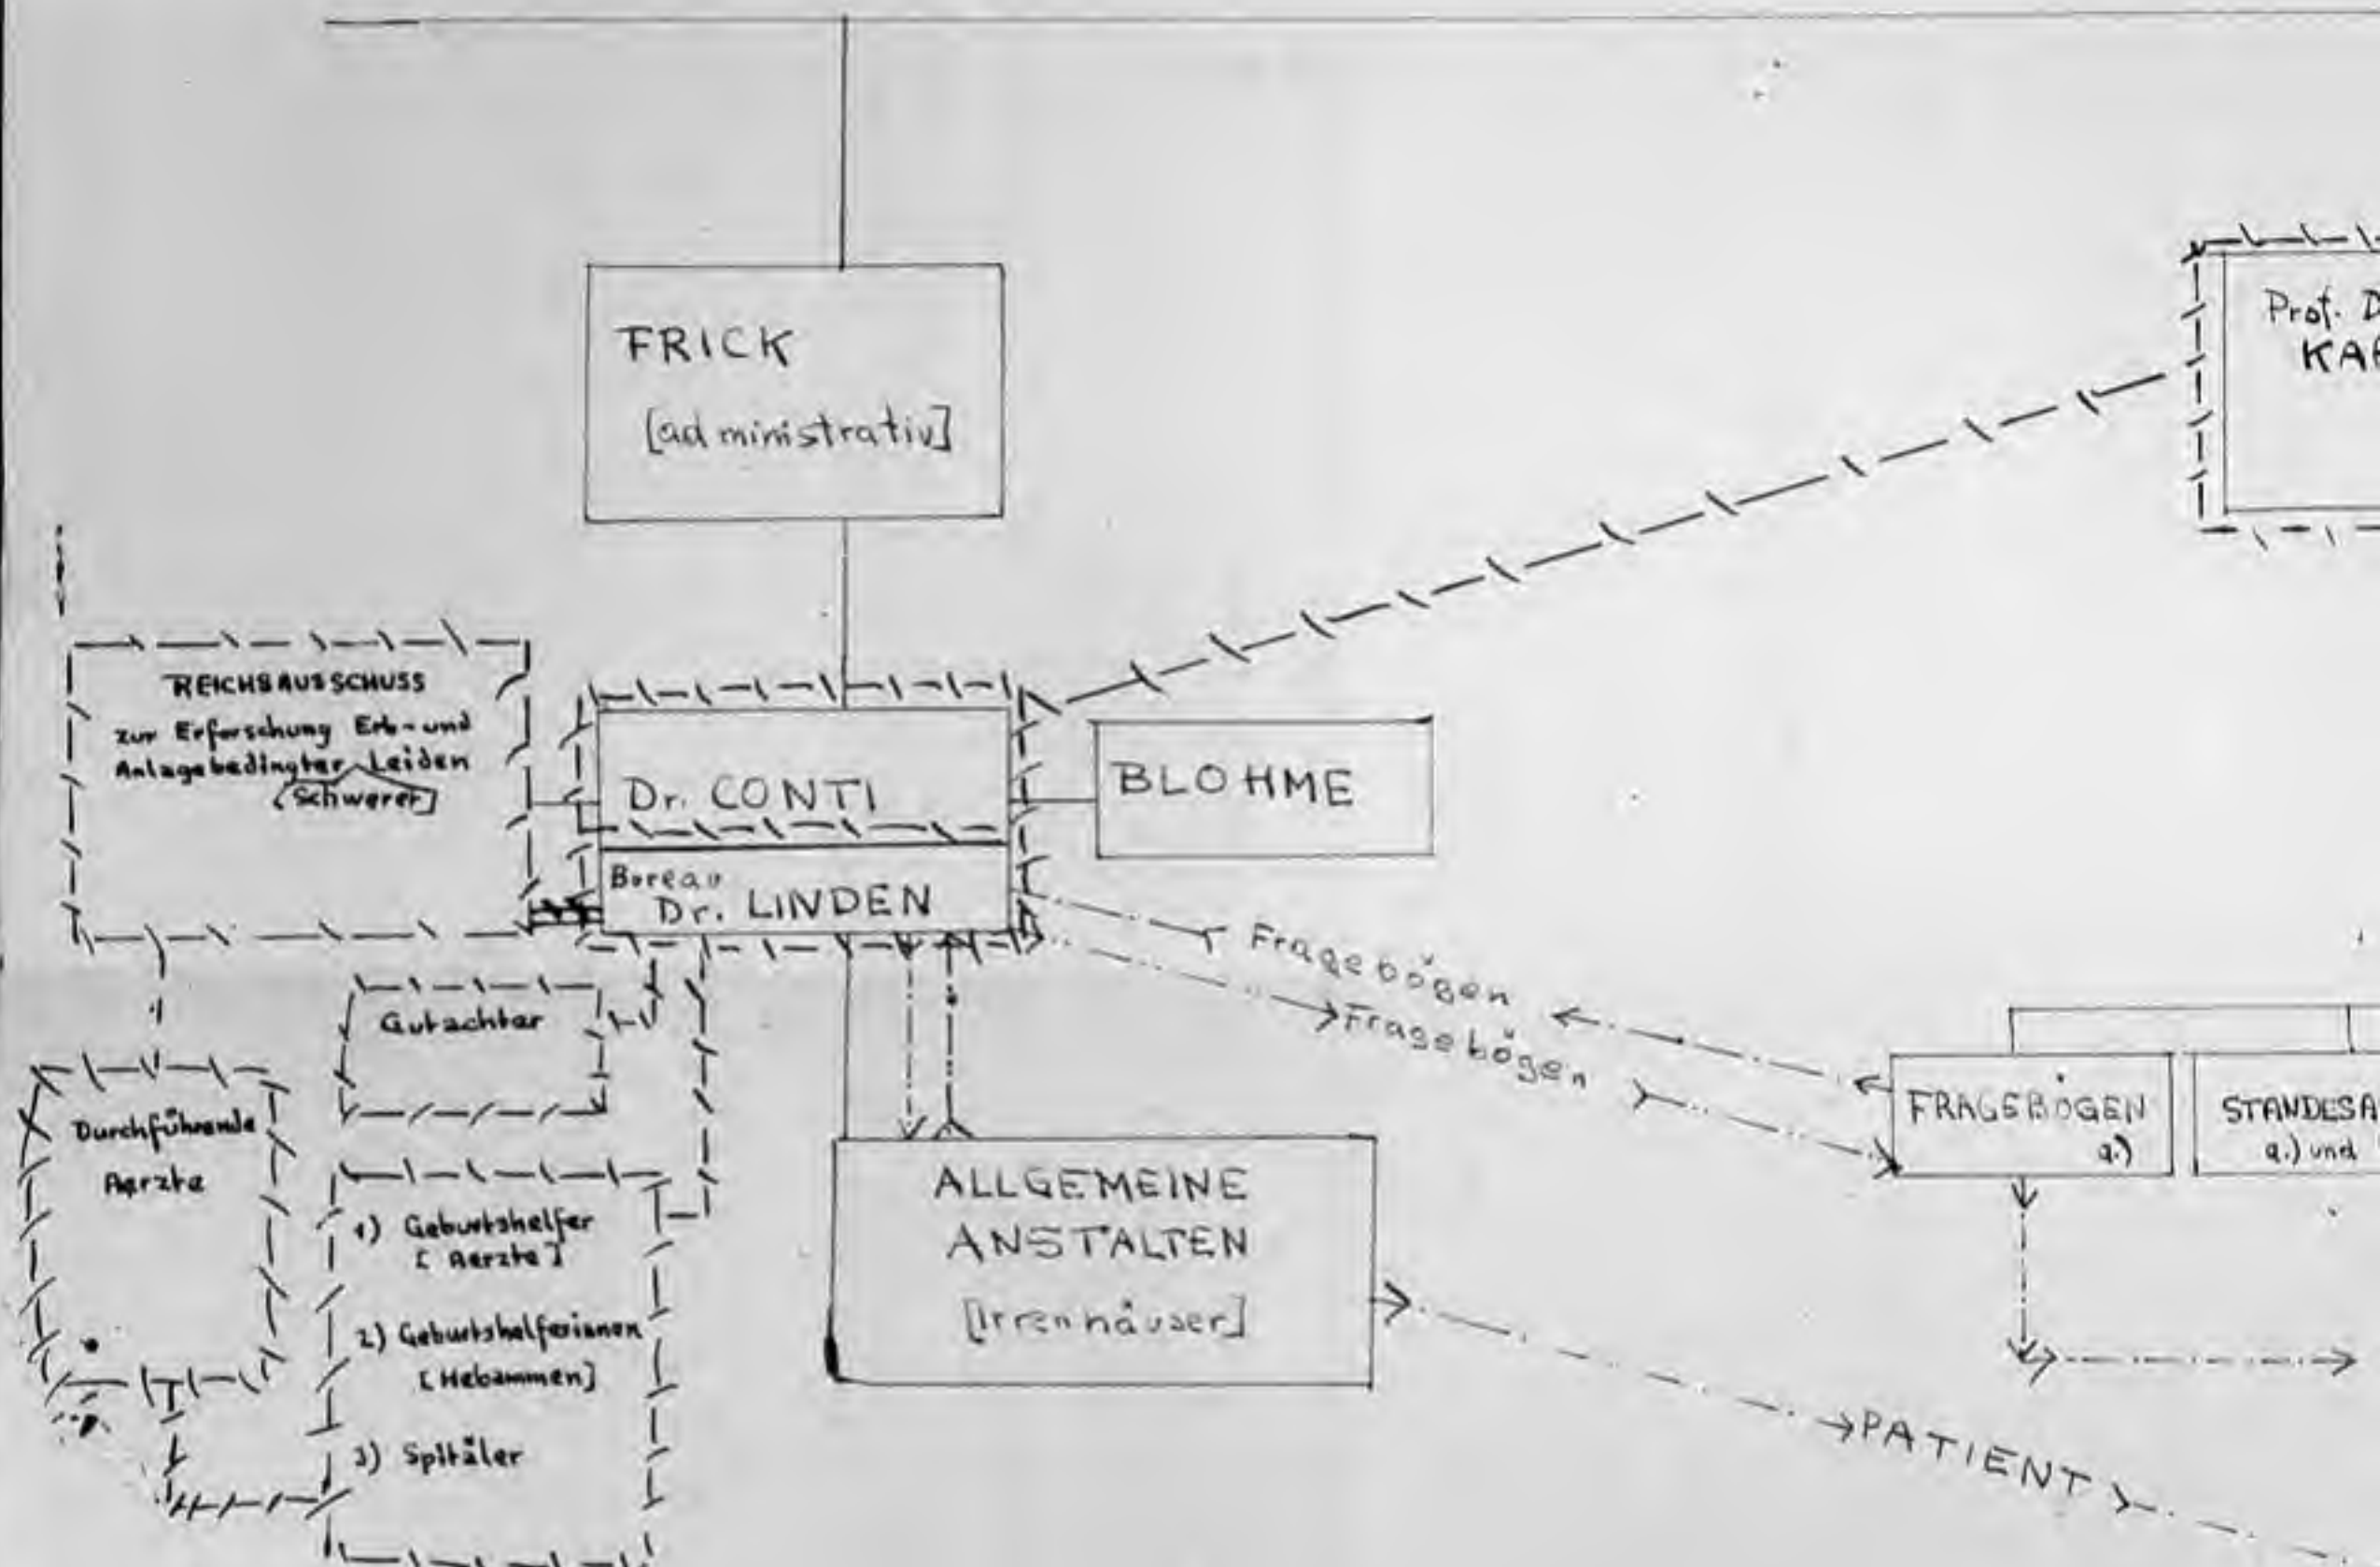 FRICK
[administrativ]
Prof. D
REICHSAUSSCHUSS
zur Erforschung Erb- und
Anlagebedingter Leiden
[Schwerer]
Dr. CONTI
BLOHME
Bureau
Dr. LINDEN
Fragebögen
Fragebögen
Gutachter
FRAGEBÖGEN
a.)
STANDESA
a.) und
Durchführende
Aerzte
ALLGEMEINE
ANSTALTEN
[Irrenhäuser]
1) Geburtshelfer
[Aerzte]
2) Geburtshelferinnen
[Hebammen]
3) Spitäler
PATIENT